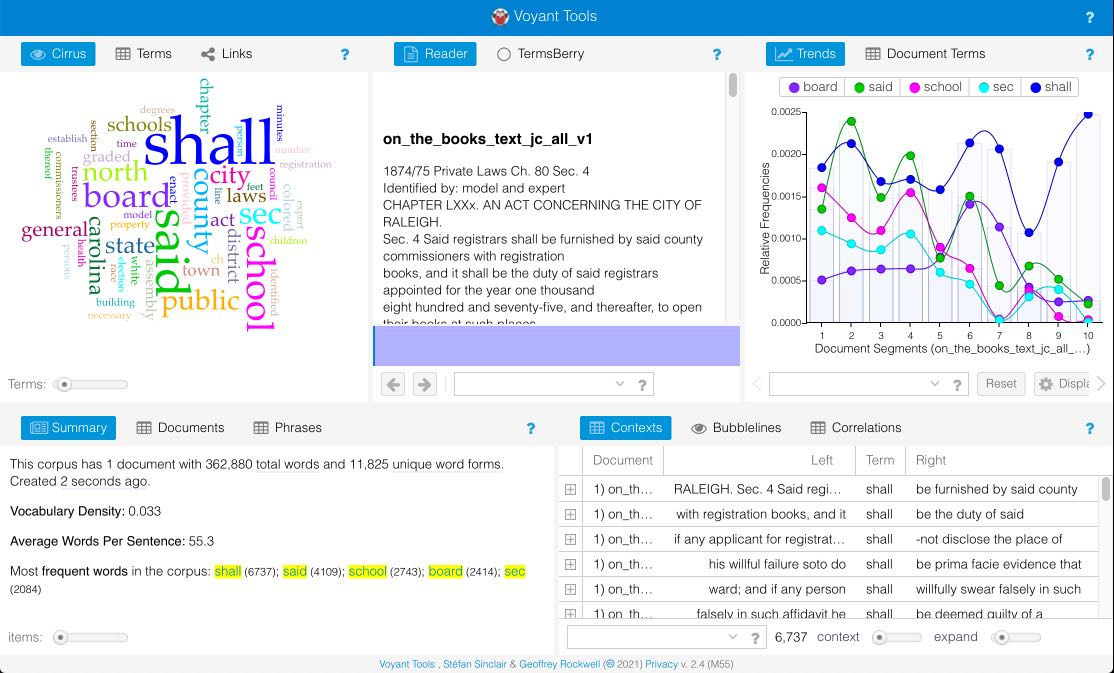 Voyant Tools
?
Cirrus Terms Links ?
Reader TermsBerry ?
Trends Document Terms ?
degrees
chapter
schools
minutes
section
shall
person
number
establish
time
graded
registration
thereof
commissioners
north
trustees
enact
provided
county
city
council
board
line
laws
feet
colored
expert
model
property
said
act
sec
general
carolina
state
district
school
children
persons
health
race
election
white
assembly
ch
town
identified
building
public
necessary
Terms:
on_the_books_text_jc_all_v1
1874/75 Private Laws Ch. 80 Sec. 4
Identified by: model and expert
CHAPTER LXXx. AN ACT CONCERNING THE CITY OF
RALEIGH.
Sec. 4 Said registrars shall be furnished by said county
commissioners with registration
books, and it shall be the duty of said registrars
appointed for the year one thousand
eight hundred and seventy-five, and thereafter, to open
their books at such places
?
board said school sec shall
Relative Frequencies
0.0025
0.0020
0.0015
0.0010
0.0005
0.0000
1 2 3 4 5 6 7 8 9 10
Document Segments (on_the_books_text_jc_all_…)
? Reset Displa
Summary Documents Phrases ?
This corpus has 1 document with 362,880 total words and 11,825 unique word forms.
Created 2 seconds ago.
Vocabulary Density: 0.033
Average Words Per Sentence: 55.3
Most frequent words in the corpus: shall (6737); said (4109); school (2743); board (2414); sec
(2084)
items:
Contexts Bubblelines Correlations ?
Document Left Term Right
1) on_th… RALEIGH. Sec. 4 Said regi… shall be furnished by said county
1) on_th… with registration books, and it shall be the duty of said
1) on_th… if any applicant for registrat… shall -not disclose the place of
1) on_th… his willful failure soto do shall be prima facie evidence that
1) on_th… ward; and if any person shall willfully swear falsely in such
1) on_th… falsely in such affidavit he shall be deemed guilty of a
? 6,737 context expand
Voyant Tools , Stéfan Sinclair & Geoffrey Rockwell (© 2021) Privacy v. 2.4 (M55)